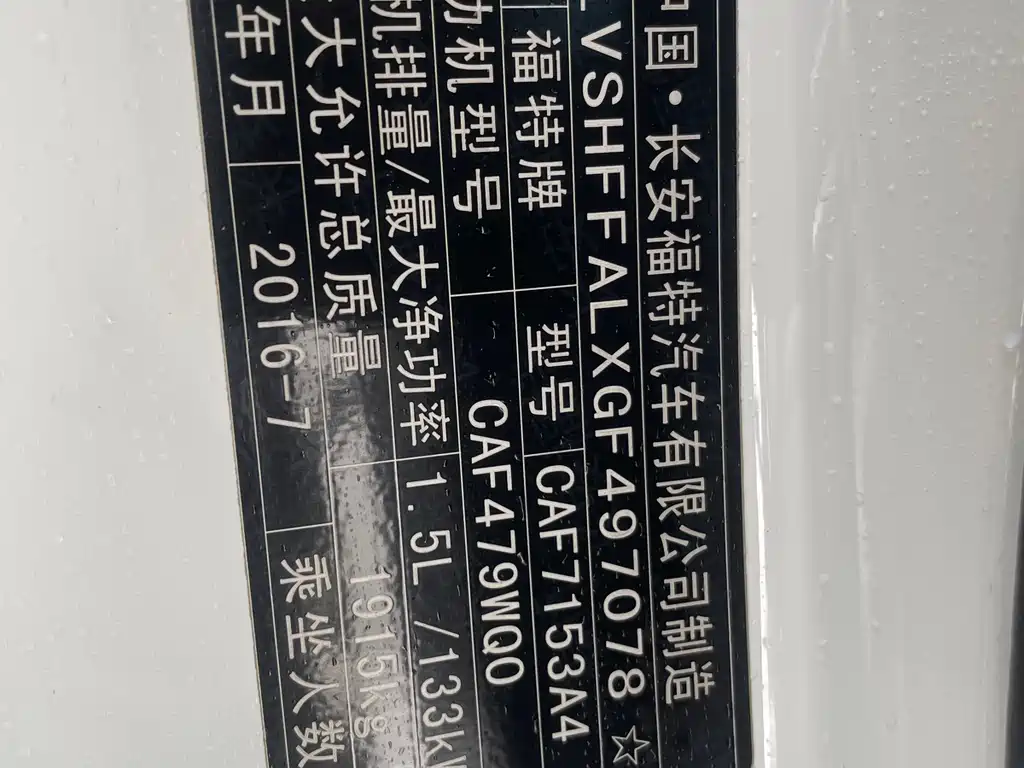 中国·长安福特汽车有限公司制造
LVSHFFALXGF497078☆
福特牌 型号 CAF7153A4
动机型号 CAF479WQ0
机排量/最大净功率 1.5L /133kW
大允许总质量 1915kg
年月 2016-7 乘坐人数